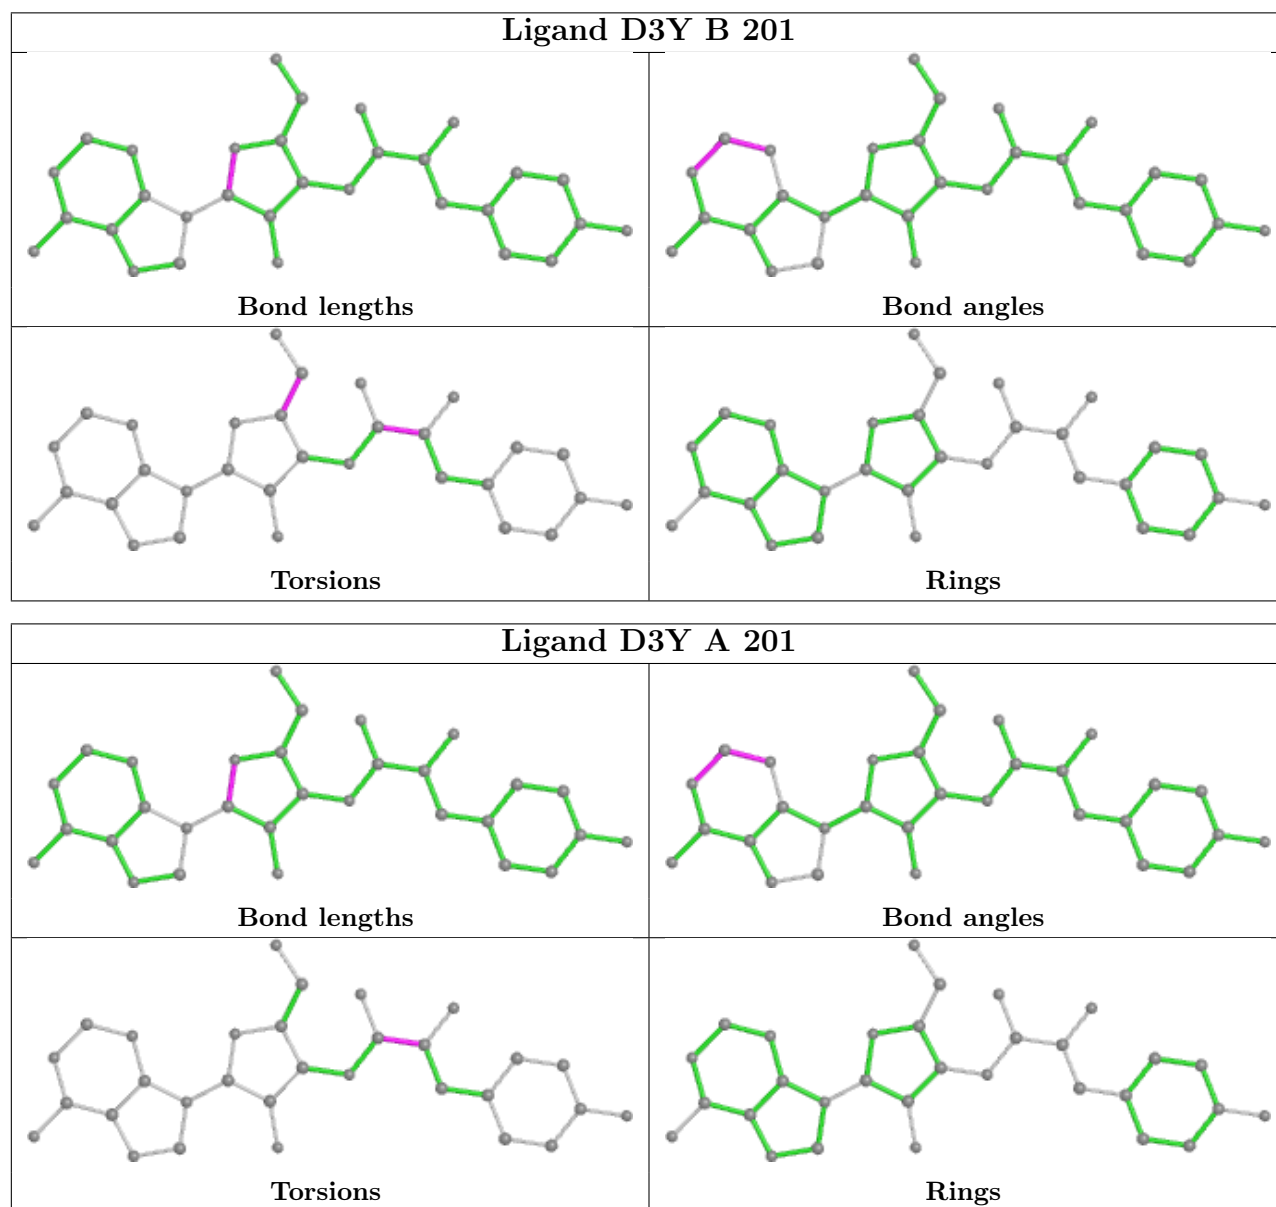 Ligand D3Y B 201
Bond lengths
Bond angles
Torsions
Rings
Ligand D3Y A 201
Bond lengths
Bond angles
Torsions
Rings